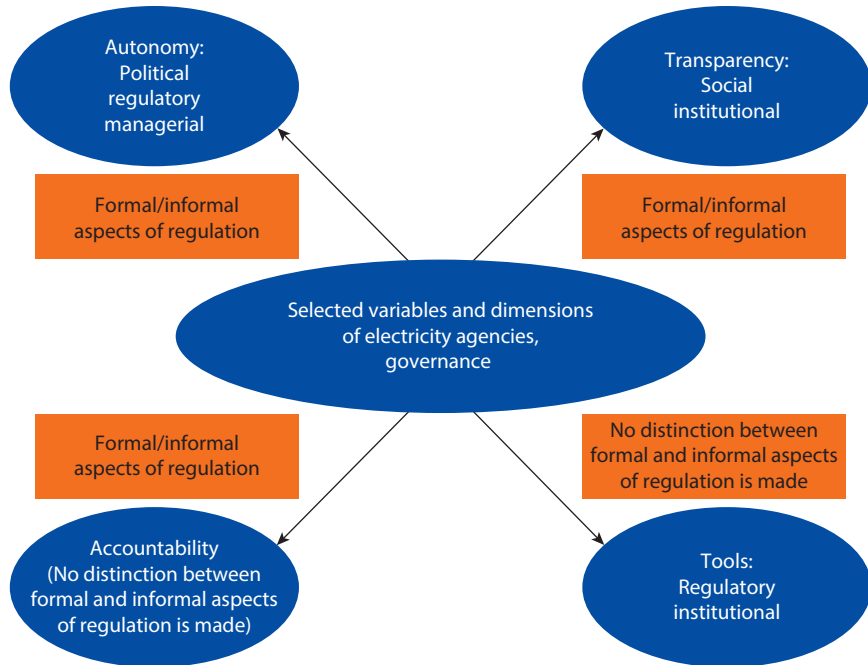 Autonomy:
Political
regulatory
managerial
Transparency:
Social
institutional
Formal/informal
aspects of regulation
Formal/informal
aspects of regulation
Selected variables and dimensions
of electricity agencies,
governance
Formal/informal
aspects of regulation
No distinction between
formal and informal aspects
of regulation is made
Accountability
(No distinction between
formal and informal aspects
of regulation is made)
Tools:
Regulatory
institutional